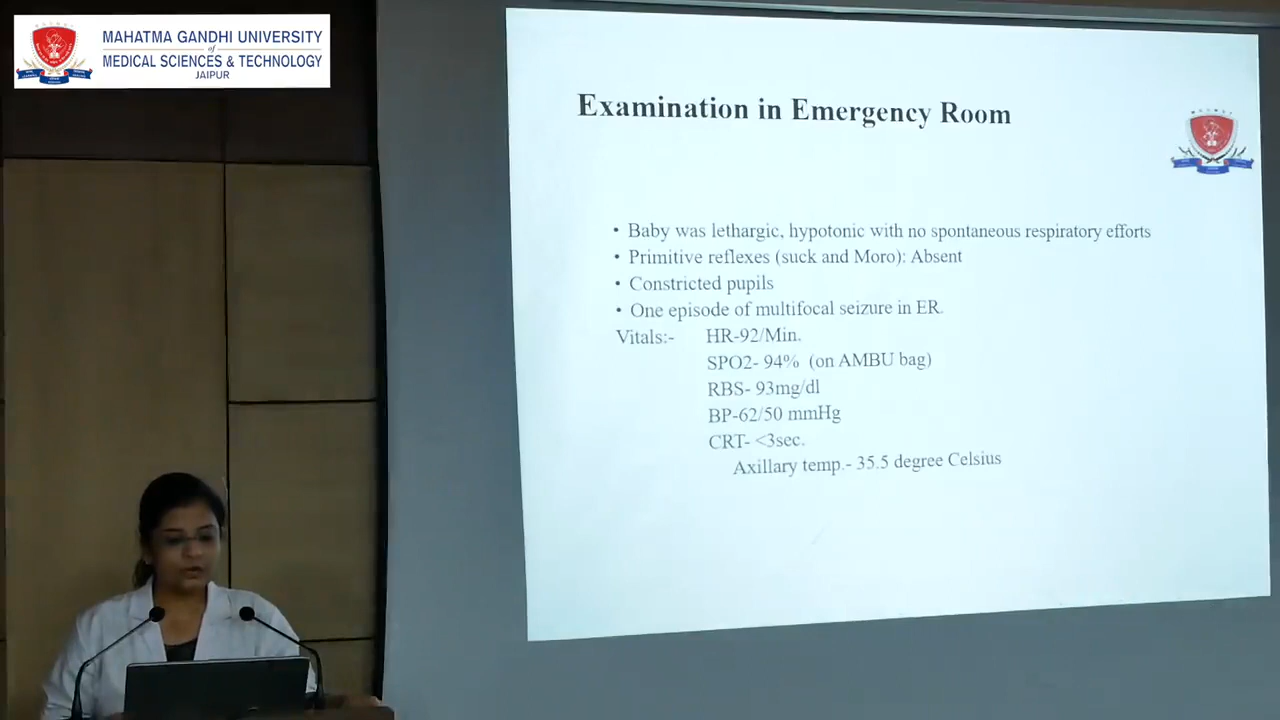 MAHATMA GANDHI UNIVERSITY
of
MEDICAL SCIENCES & TECHNOLOGY
JAIPUR
Examination in Emergency Room
• Baby was lethargic, hypotonic with no spontaneous respiratory efforts
• Primitive reflexes (suck and Moro): Absent
• Constricted pupils
• One episode of multifocal seizure in ER.
Vitals:- HR-92/Min.
SPO2- 94% (on AMBU bag)
RBS- 93mg/dl
BP-62/50 mmHg
CRT- <3sec.
Axillary temp.- 35.5 degree Celsius